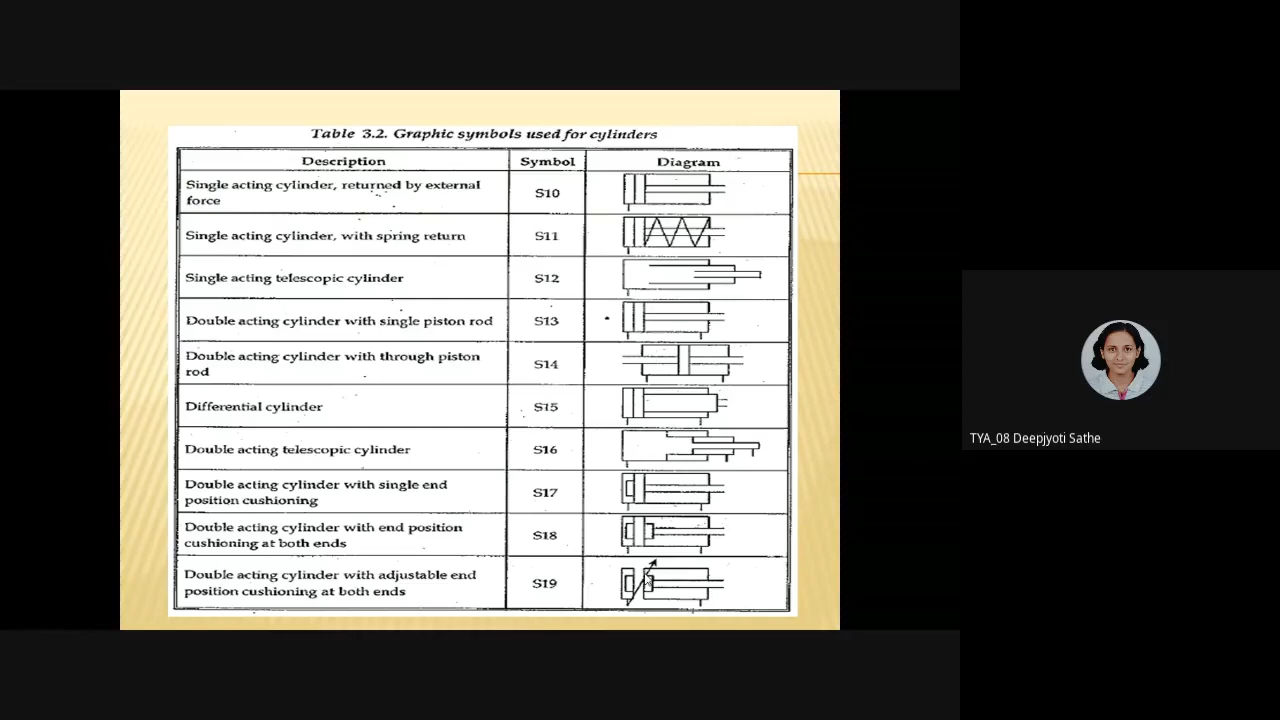 Table 3.2. Graphic symbols used for cylinders
Description Symbol Diagram
Single acting cylinder, returned by external
force
S10
Single acting cylinder, with spring return S11
Single acting telescopic cylinder S12
Double acting cylinder with single piston rod S13
Double acting cylinder with through piston
rod
S14
Differential cylinder S15
Double acting telescopic cylinder S16
Double acting cylinder with single end
position cushioning
S17
Double acting cylinder with end position
cushioning at both ends
S18
Double acting cylinder with adjustable end
position cushioning at both ends
S19
TYA_08 Deepjyoti Sathe